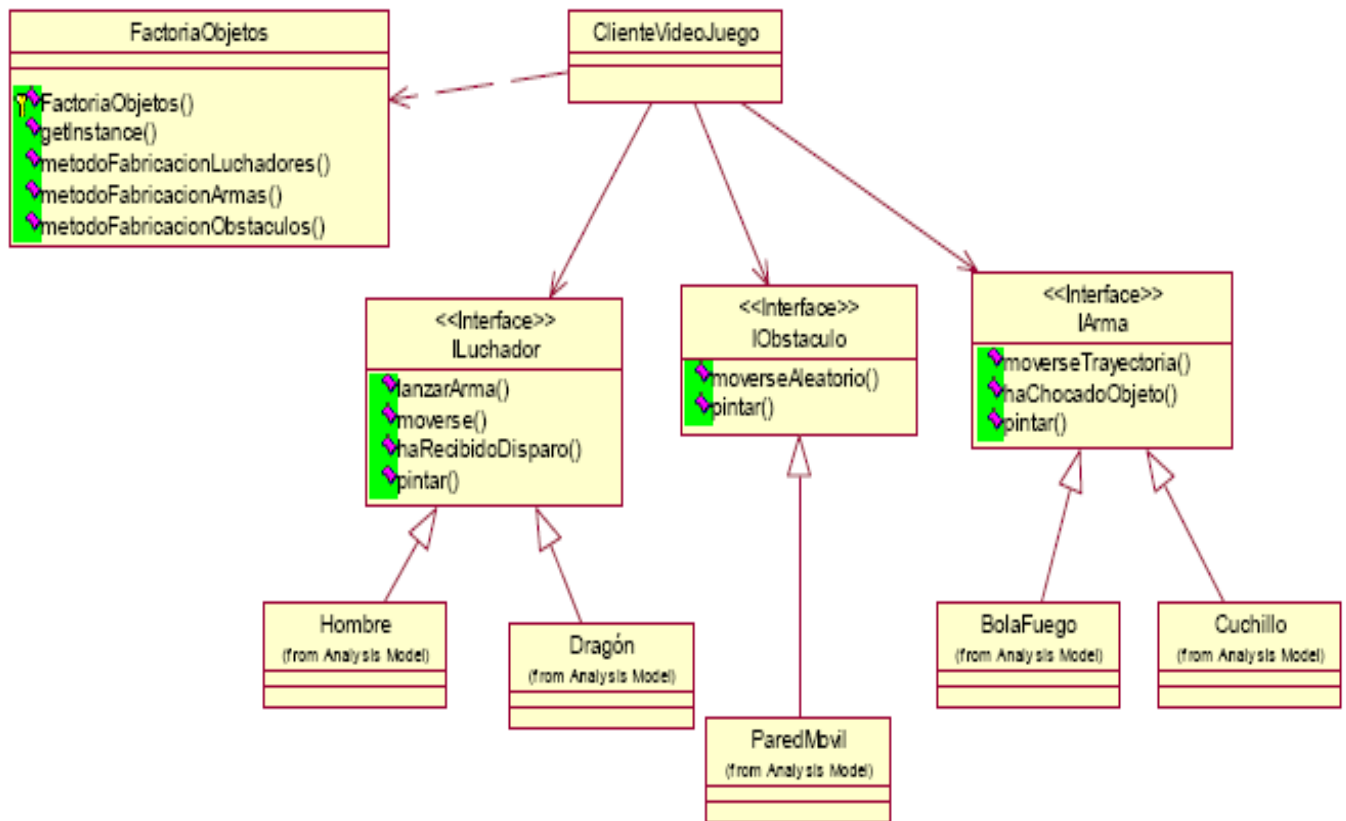 FactoriaObjetos
FactoriaObjetos()
getInstance()
metodoFabricacionLuchadores()
metodoFabricacionArmas()
metodoFabricacionObstaculos()
ClienteVideoJuego
<<Interface>>
ILuchador
lanzarArma()
moverse()
haRecibidoDisparo()
pintar()
<<Interface>>
IObstaculo
moverseAleatorio()
pintar()
<<Interface>>
IArma
moverseTrayectoria()
haChocadoObjeto()
pintar()
Hombre
(from Analysis Model)
Dragón
(from Analysis Model)
ParedMovil
(from Analysis Model)
BolaFuego
(from Analysis Model)
Cuchillo
(from Analysis Model)